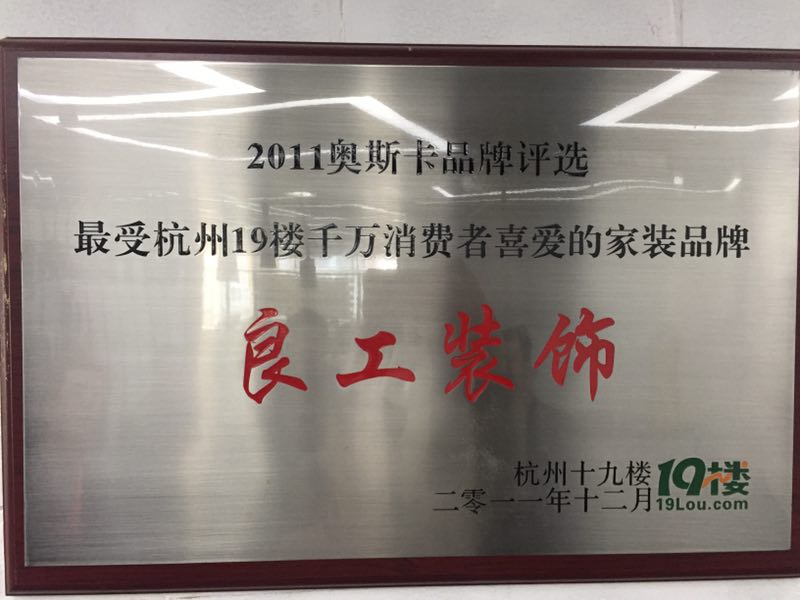 2011奥斯卡品牌评选
最受杭州19楼千万消费者喜爱的家装品牌
良工装饰
杭州十九楼
二零一一年十二月
19楼
19Lou.com